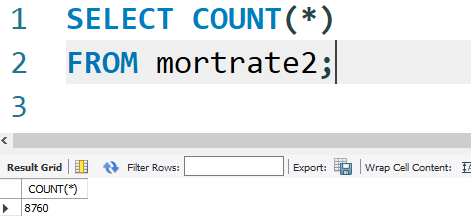 1 SELECT COUNT(*)
2 FROM mortrate2;
3
Result Grid Filter Rows: Export: Wrap Cell Content:
COUNT(*)
8760